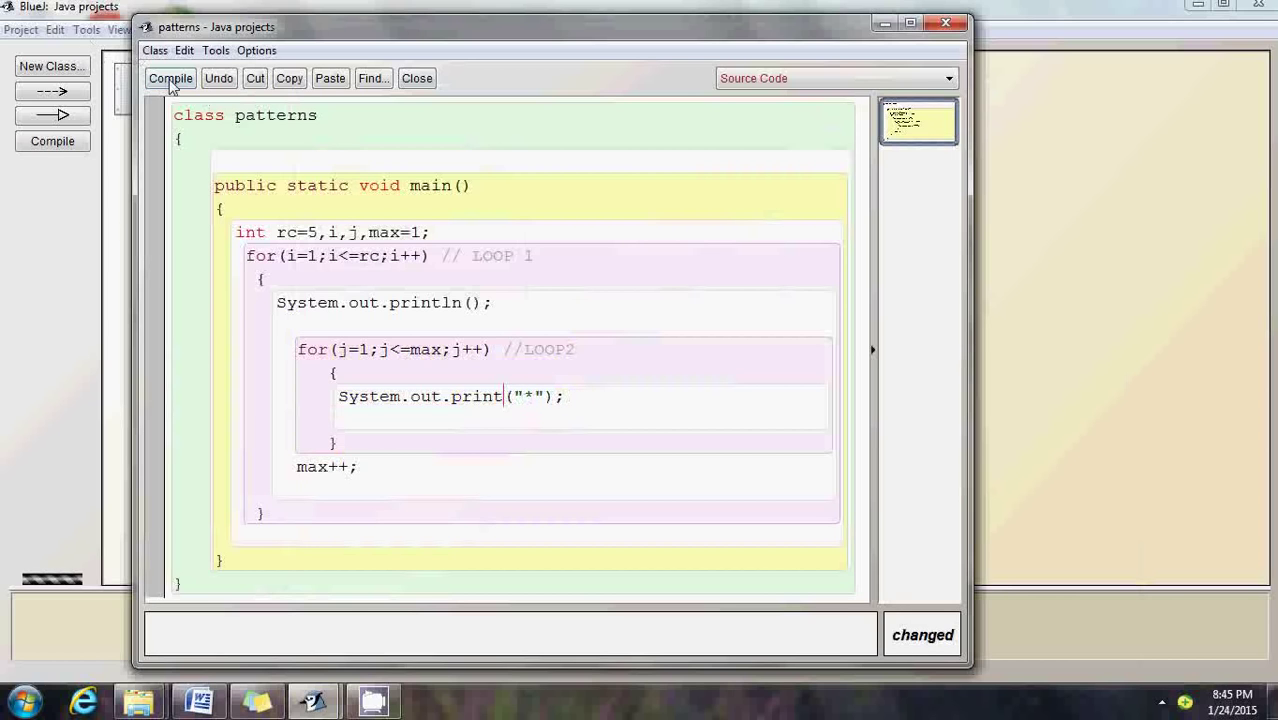 BlueJ: Java projects
Project Edit Tools View
New Class...
Compile
patterns - Java projects
Class Edit Tools Options
Compile Undo Cut Copy Paste Find... Close Source Code
class patterns
{
public static void main()
{
int rc=5,i,j,max=1;
for(i=1;i<=rc;i++) // LOOP 1
{
System.out.println();
for(j=1;j<=max;j++) //LOOP2
{
System.out.print("*");
}
max++;
}
}
}
changed
8:45 PM
1/24/2015